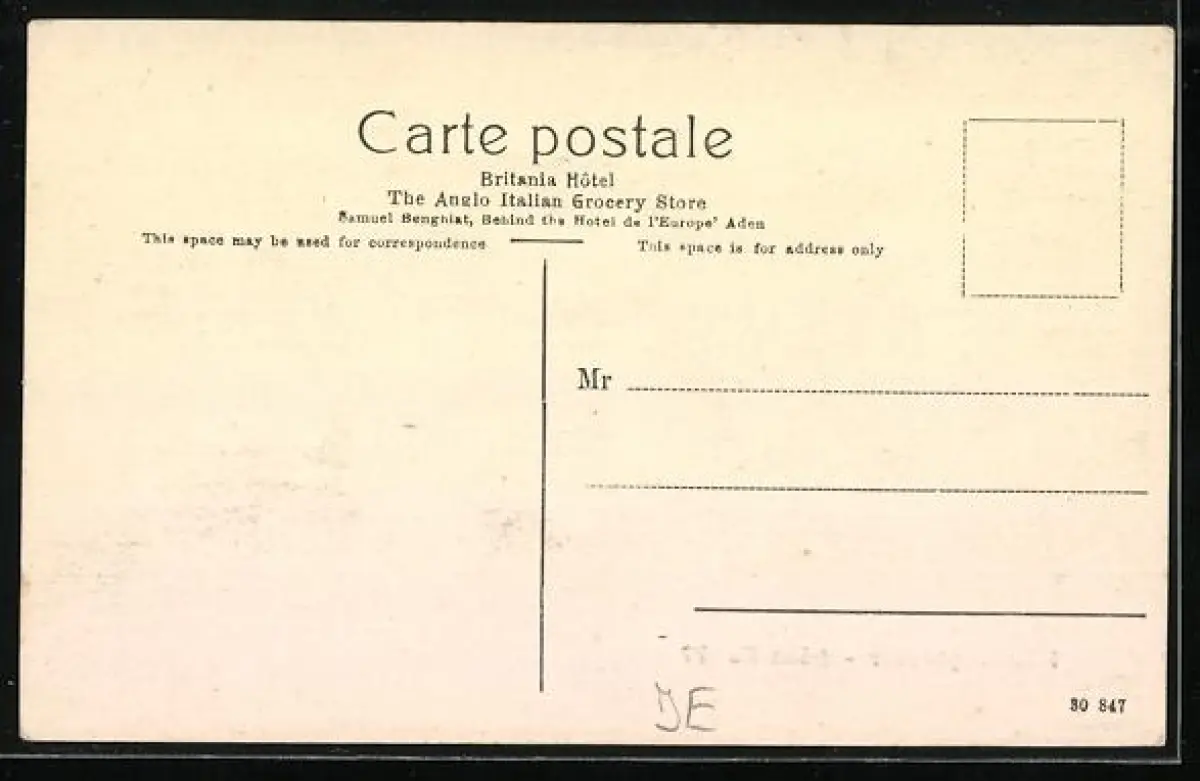 Carte postale
Britania Hôtel
The Anglo Italian Grocery Store
Samuel Benghiat, Behind the Hotel de l'Europe' Aden
This space may be used for correspondence
This space is for address only
Mr
JE
30 847